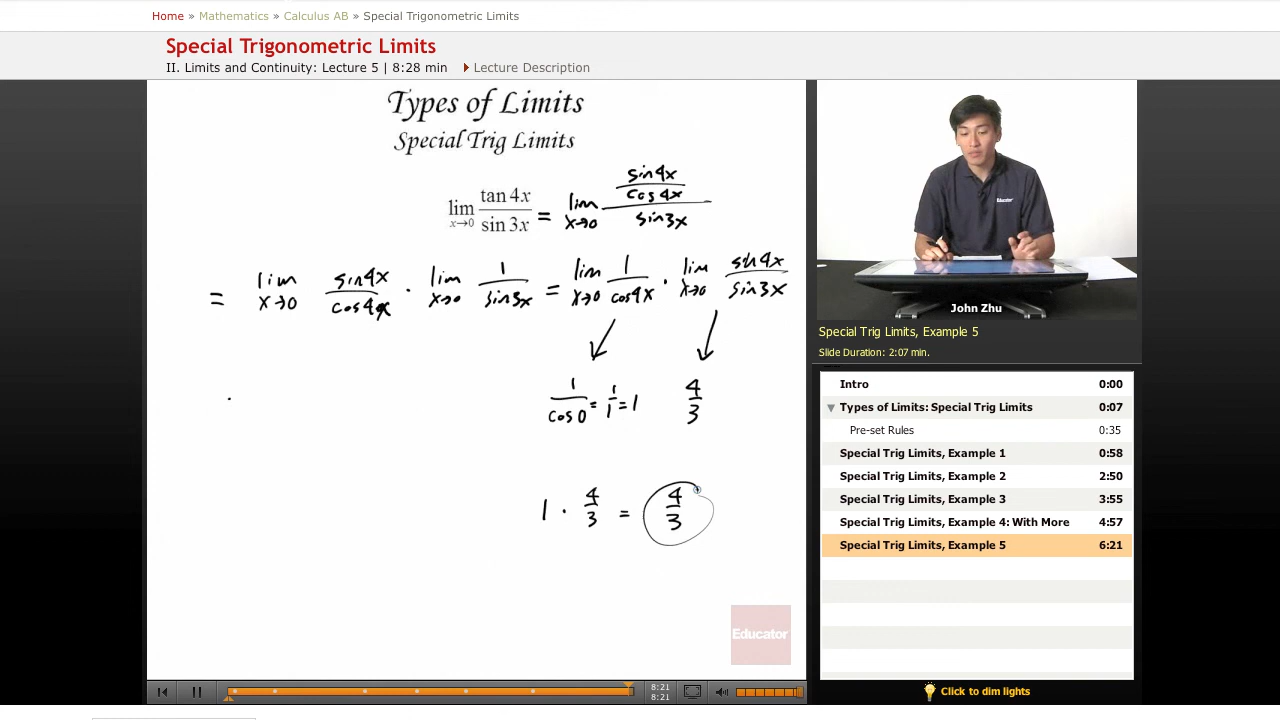 Home » Mathematics » Calculus AB » Special Trigonometric Limits
Special Trigonometric Limits
II. Limits and Continuity: Lecture 5 | 8:28 min Lecture Description
Types of Limits
Special Trig Limits
lim x→0 tan 4x / sin 3x = lim x→0 (sin4x / cos4x) / sin3x
= lim x→0 sin4x / cos4x · lim x→0 1 / sin3x = lim x→0 1 / cos4x · lim x→0 sin4x / sin3x
1 / cos0 = 1 / 1 = 1 4 / 3
1 · 4 / 3 = 4 / 3
Educator
8:21
8:21
Educator
John Zhu
Special Trig Limits, Example 5
Slide Duration: 2:07 min.
Intro 0:00
Types of Limits: Special Trig Limits 0:07
Pre-set Rules 0:35
Special Trig Limits, Example 1 0:58
Special Trig Limits, Example 2 2:50
Special Trig Limits, Example 3 3:55
Special Trig Limits, Example 4: With More 4:57
Special Trig Limits, Example 5 6:21
Click to dim lights